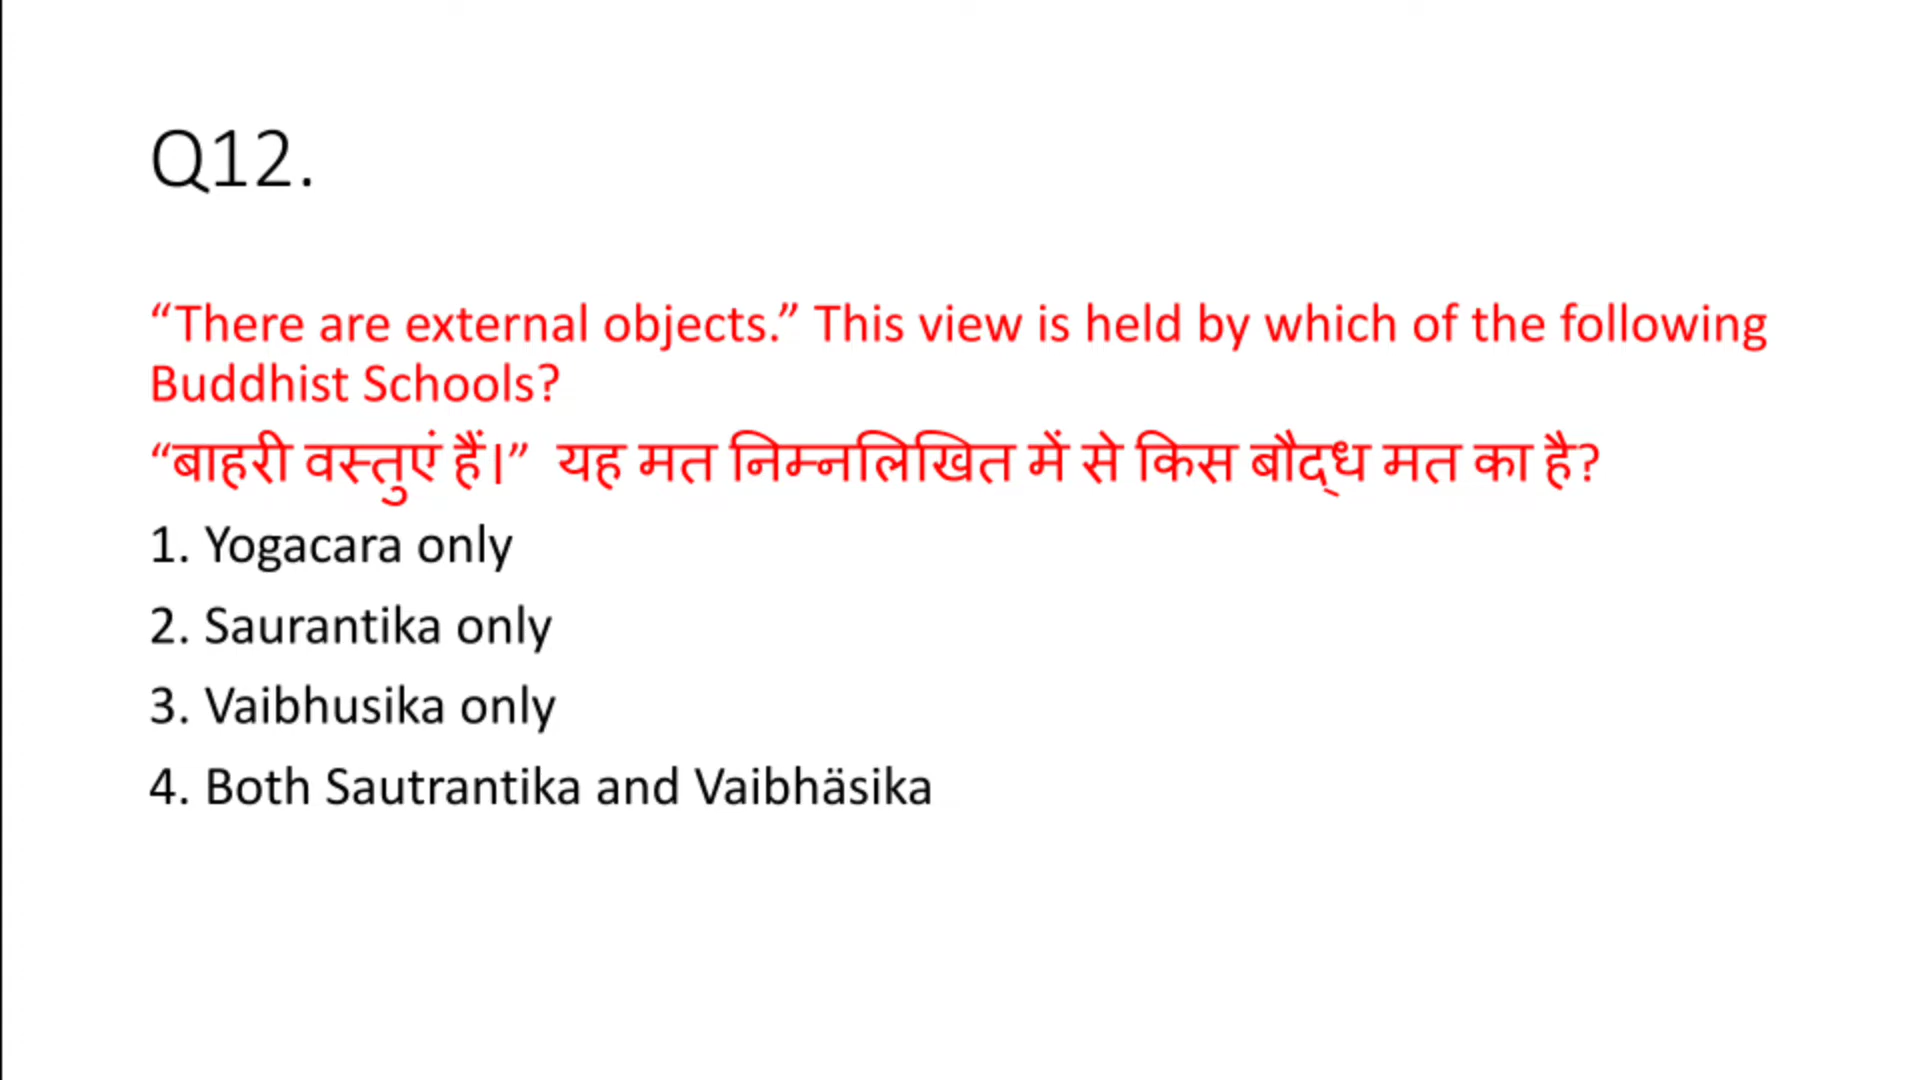 Q12.
“There are external objects.” This view is held by which of the following
Buddhist Schools?
“बाहरी वस्तुएं हैं।” यह मत निम्नलिखित में से किस बौद्ध मत का है?
1. Yogacara only
2. Saurantika only
3. Vaibhusika only
4. Both Sautrantika and Vaibhäsika